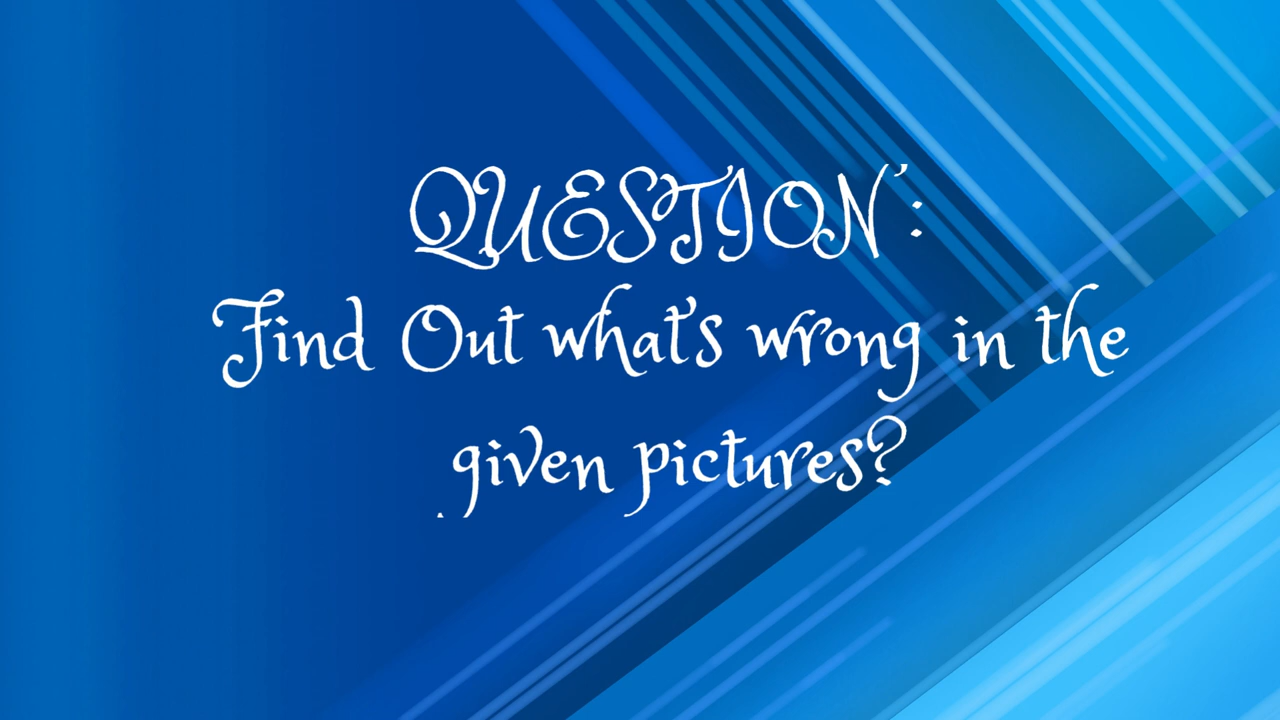 QUESTION :
Find Out what's wrong in the
given pictures?